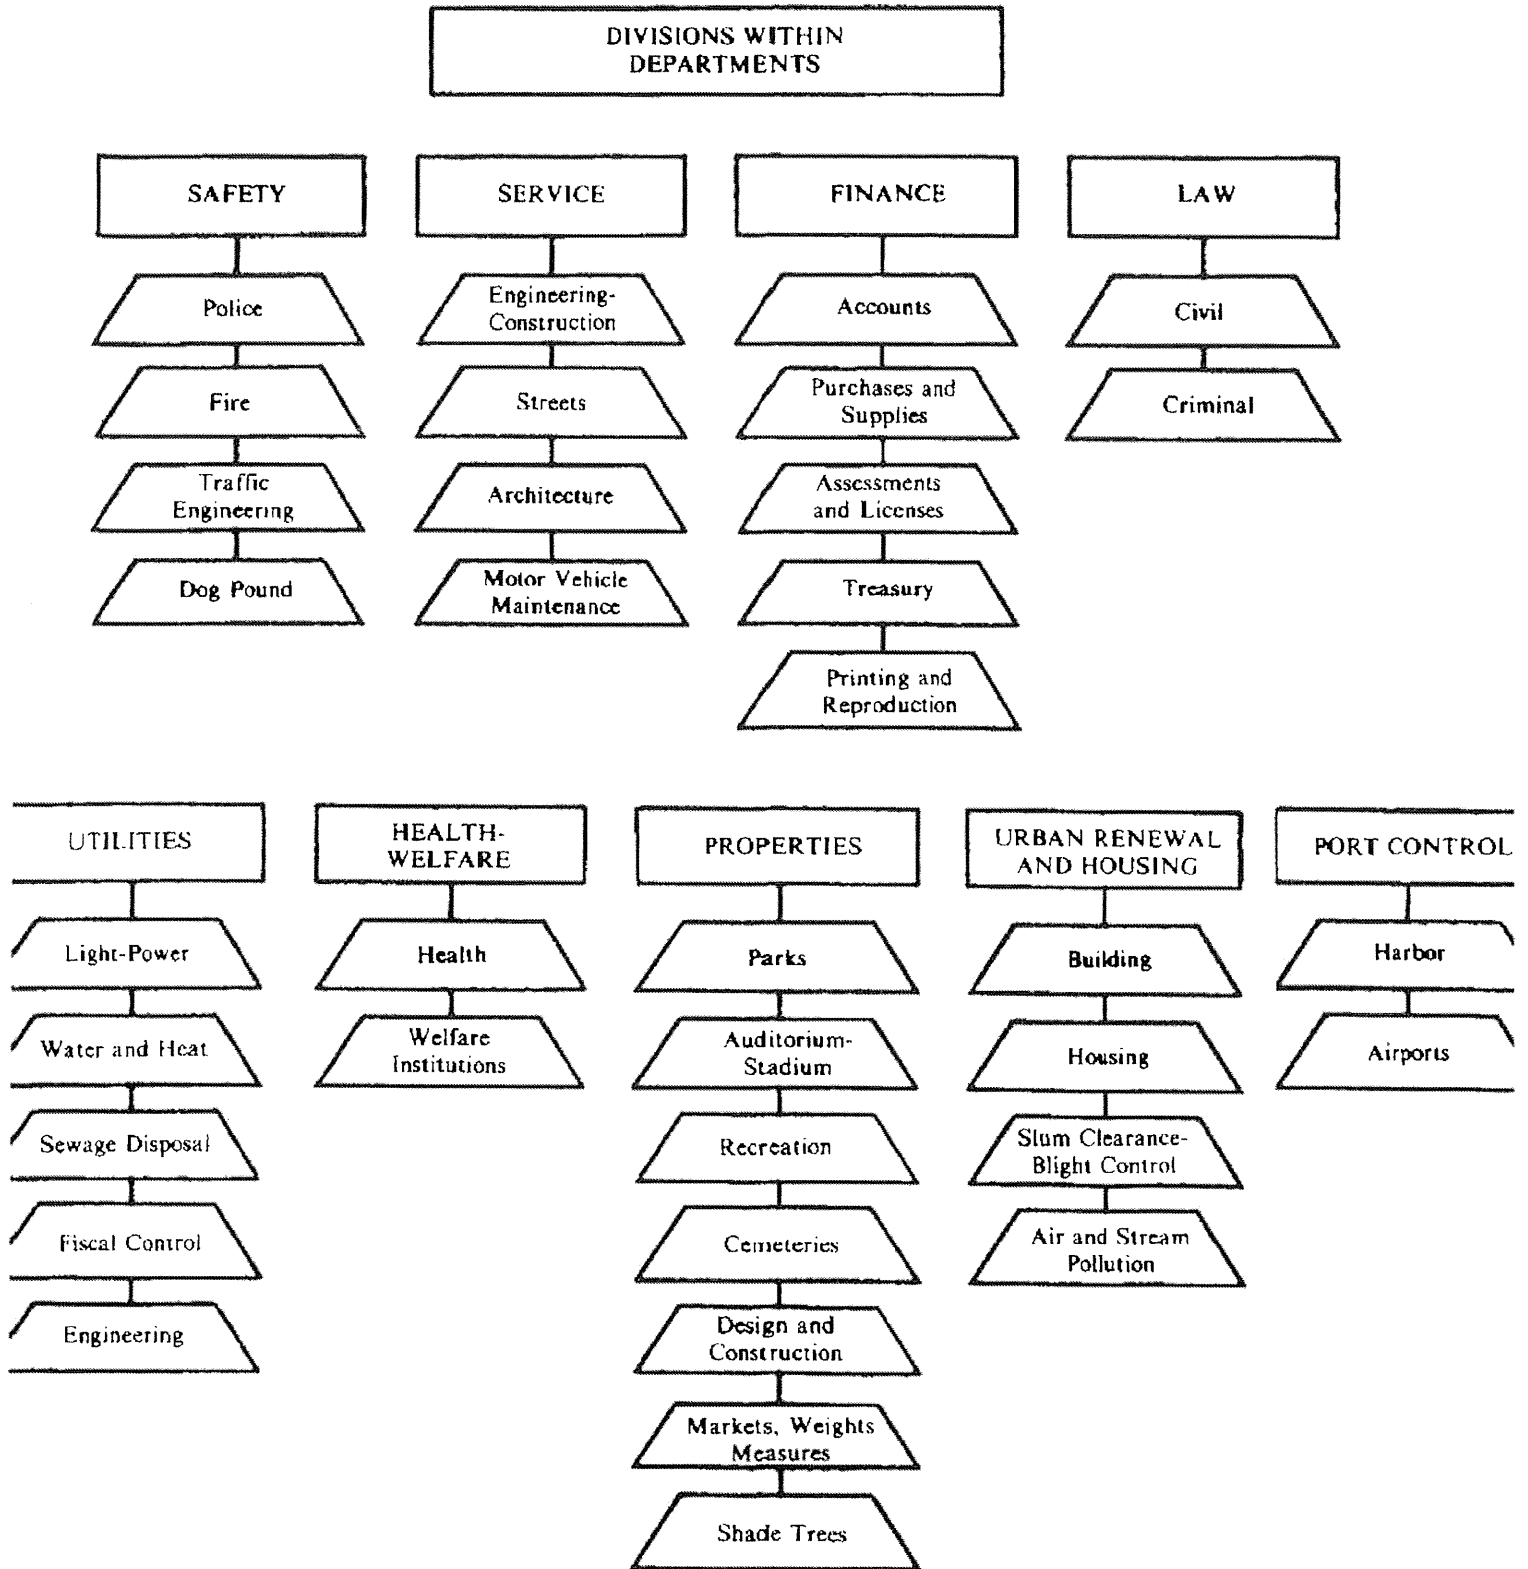 DIVISIONS WITHIN
DEPARTMENTS
SAFETY
Police
Fire
Traffic
Engineering
Dog Pound
SERVICE
Engineering-
Construction
Streets
Architecture
Motor Vehicle
Maintenance
FINANCE
Accounts
Purchases and
Supplies
Assessments
and Licenses
Treasury
Printing and
Reproduction
LAW
Civil
Criminal
UTILITIES
Light-Power
Water and Heat
Sewage Disposal
Fiscal Control
Engineering
HEALTH-
WELFARE
Health
Welfare
Institutions
PROPERTIES
Parks
Auditorium-
Stadium
Recreation
Cemeteries
Design and
Construction
Markets, Weights
Measures
Shade Trees
URBAN RENEWAL
AND HOUSING
Building
Housing
Slum Clearance-
Blight Control
Air and Stream
Pollution
PORT CONTROL
Harbor
Airports